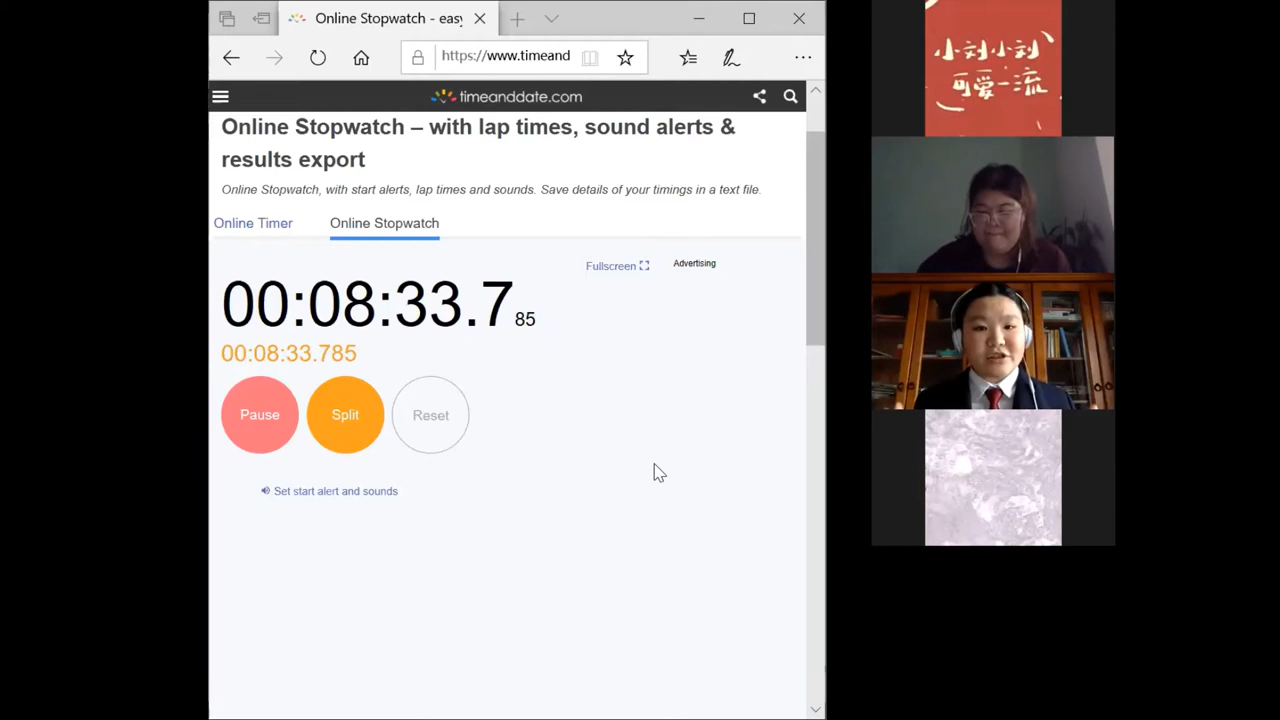 Online Stopwatch - easy
https://www.timeand
timeanddate.com
Online Stopwatch – with lap times, sound alerts &
results export
Online Stopwatch, with start alerts, lap times and sounds. Save details of your timings in a text file.
Online Timer
Online Stopwatch
Fullscreen
Advertising
00:08:33.785
00:08:33.785
Pause
Split
Reset
Set start alert and sounds
小刘小刘
可爱一流